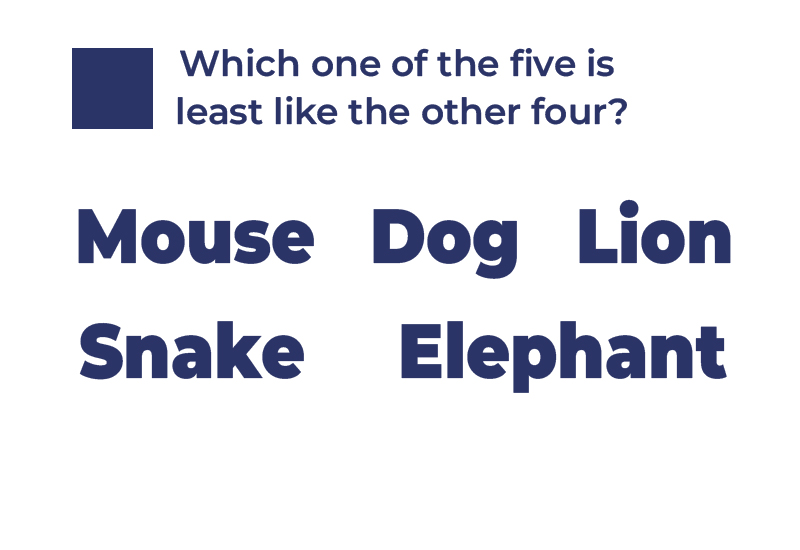 Which one of the five is
least like the other four?
Mouse Dog Lion
Snake Elephant